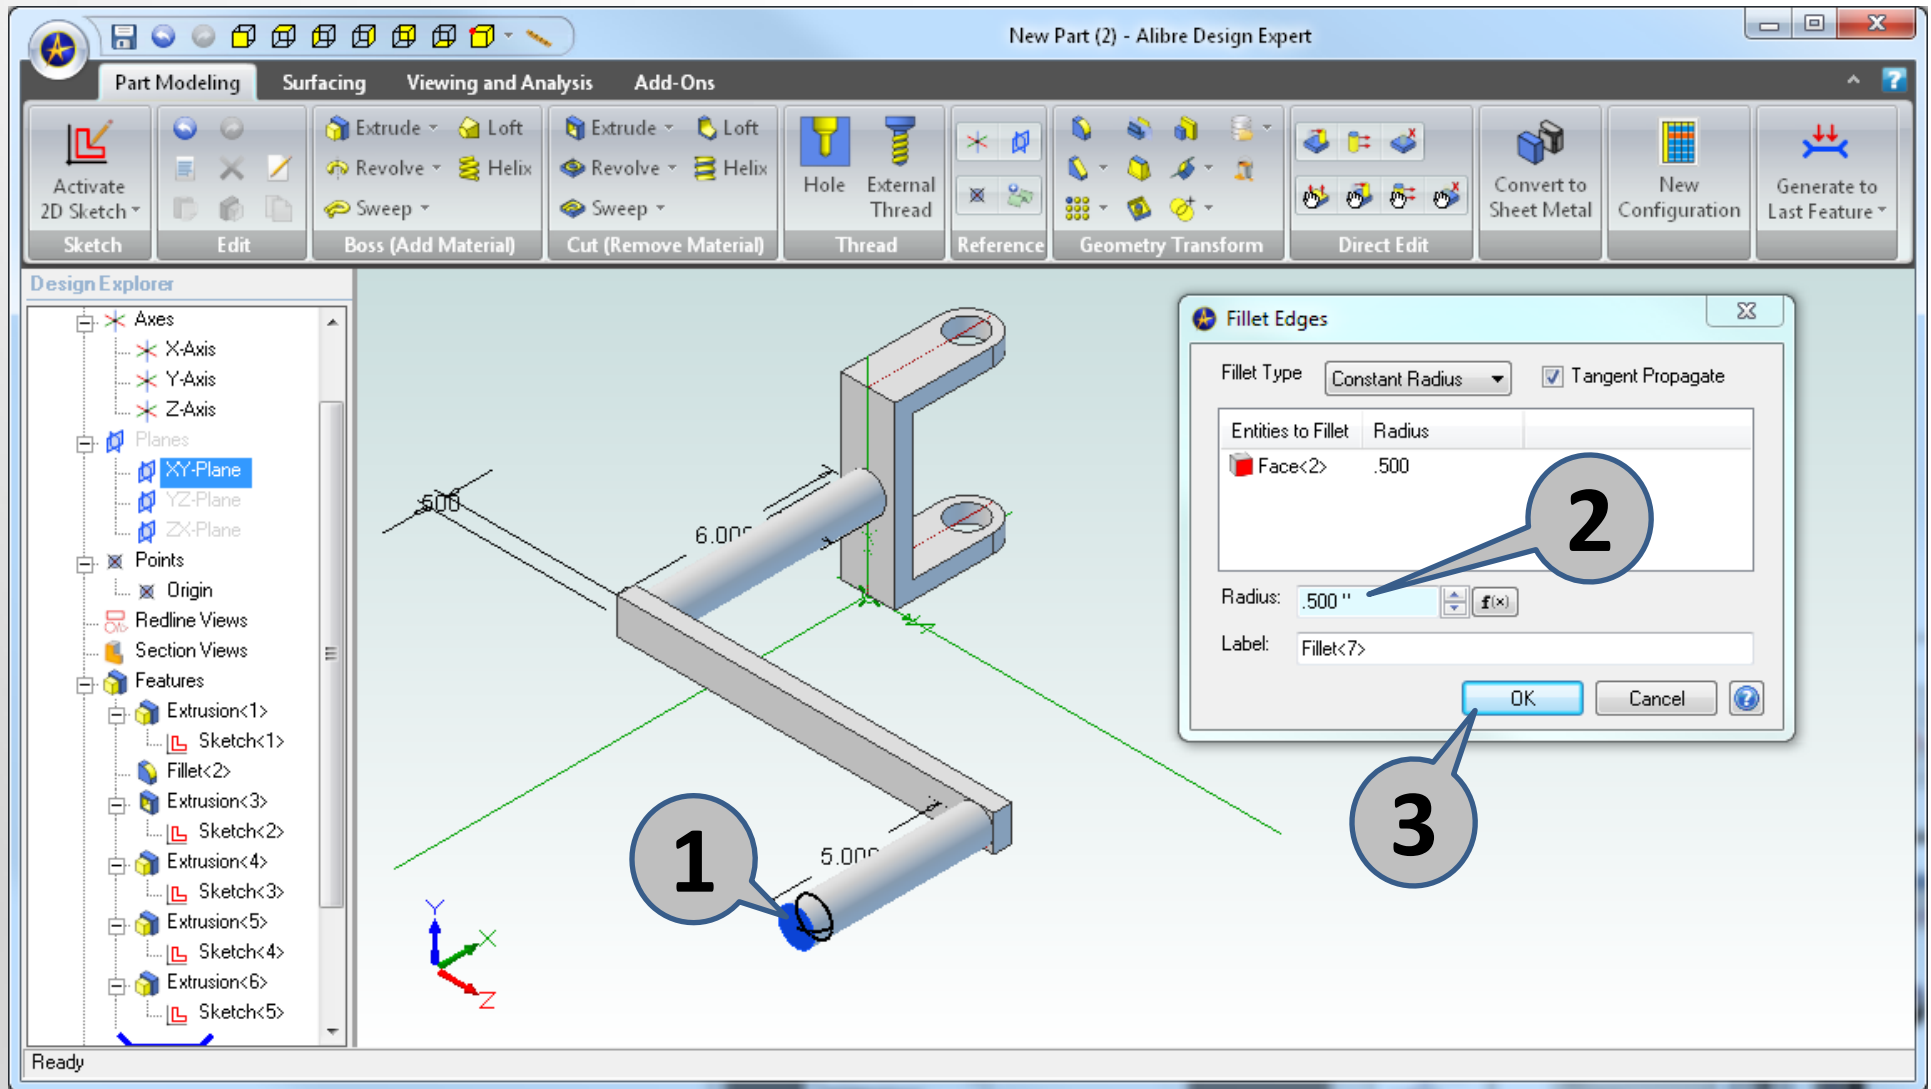 New Part (2) - Alibre Design Expert
Part Modeling Surfacing Viewing and Analysis Add-Ons
Activate
2D Sketch
Sketch
Edit
Extrude Loft
Revolve Helix
Sweep
Boss (Add Material)
Extrude Loft
Revolve Helix
Sweep
Cut (Remove Material)
Hole External
Thread
Thread
Reference
Geometry Transform
Direct Edit
Convert to
Sheet Metal
New
Configuration
Generate to
Last Feature
Design Explorer
Axes
X-Axis
Y-Axis
Z-Axis
Planes
XY-Plane
YZ-Plane
ZX-Plane
Points
Origin
Redline Views
Section Views
Features
Extrusion<1>
Sketch<1>
Fillet<2>
Extrusion<3>
Sketch<2>
Extrusion<4>
Sketch<3>
Extrusion<5>
Sketch<4>
Extrusion<6>
Sketch<5>
Ready
.500
6.000
5.000
1
Y
X
Z
Fillet Edges
Fillet Type Constant Radius Tangent Propagate
Entities to Fillet Radius
Face<2> .500
2
Radius: .500 " f(x)
Label: Fillet<7>
OK Cancel ?
3